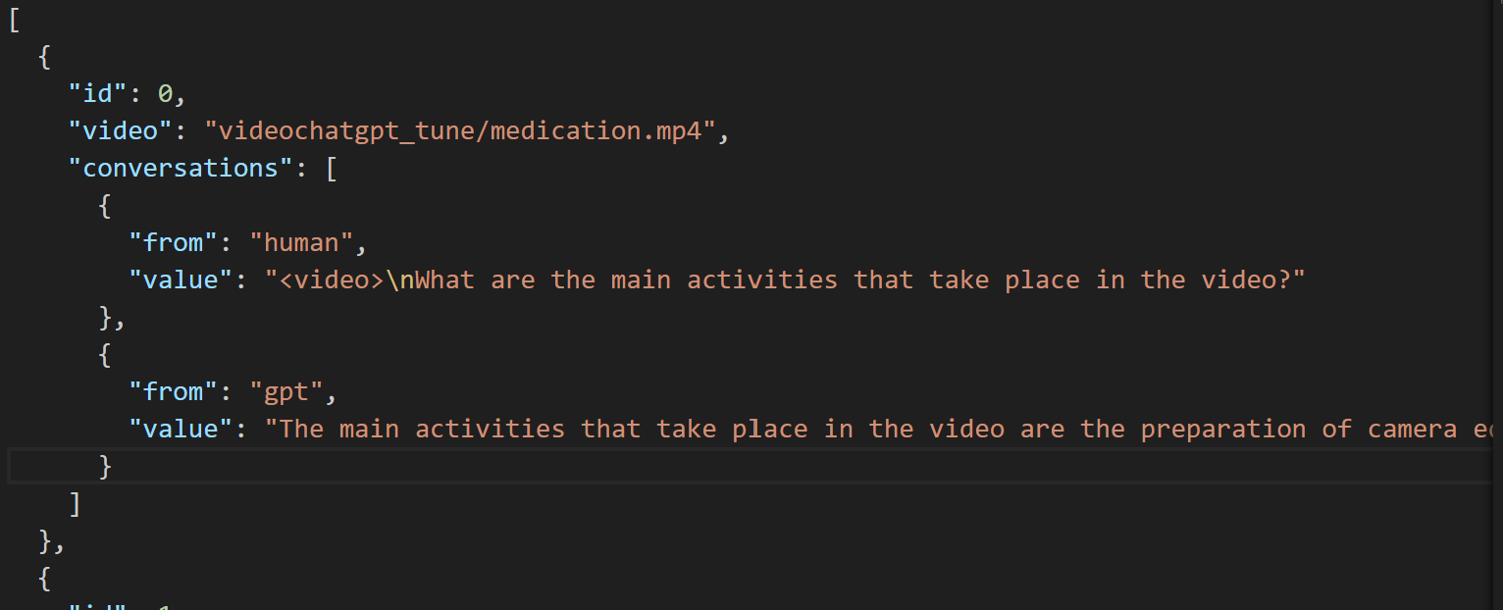 [
{
"id": 0,
"video": "videochatgpt_tune/medication.mp4",
"conversations": [
{
"from": "human",
"value": "<video>\nWhat are the main activities that take place in the video?"
},
{
"from": "gpt",
"value": "The main activities that take place in the video are the preparation of camera
}
]
},
{
"id": 1